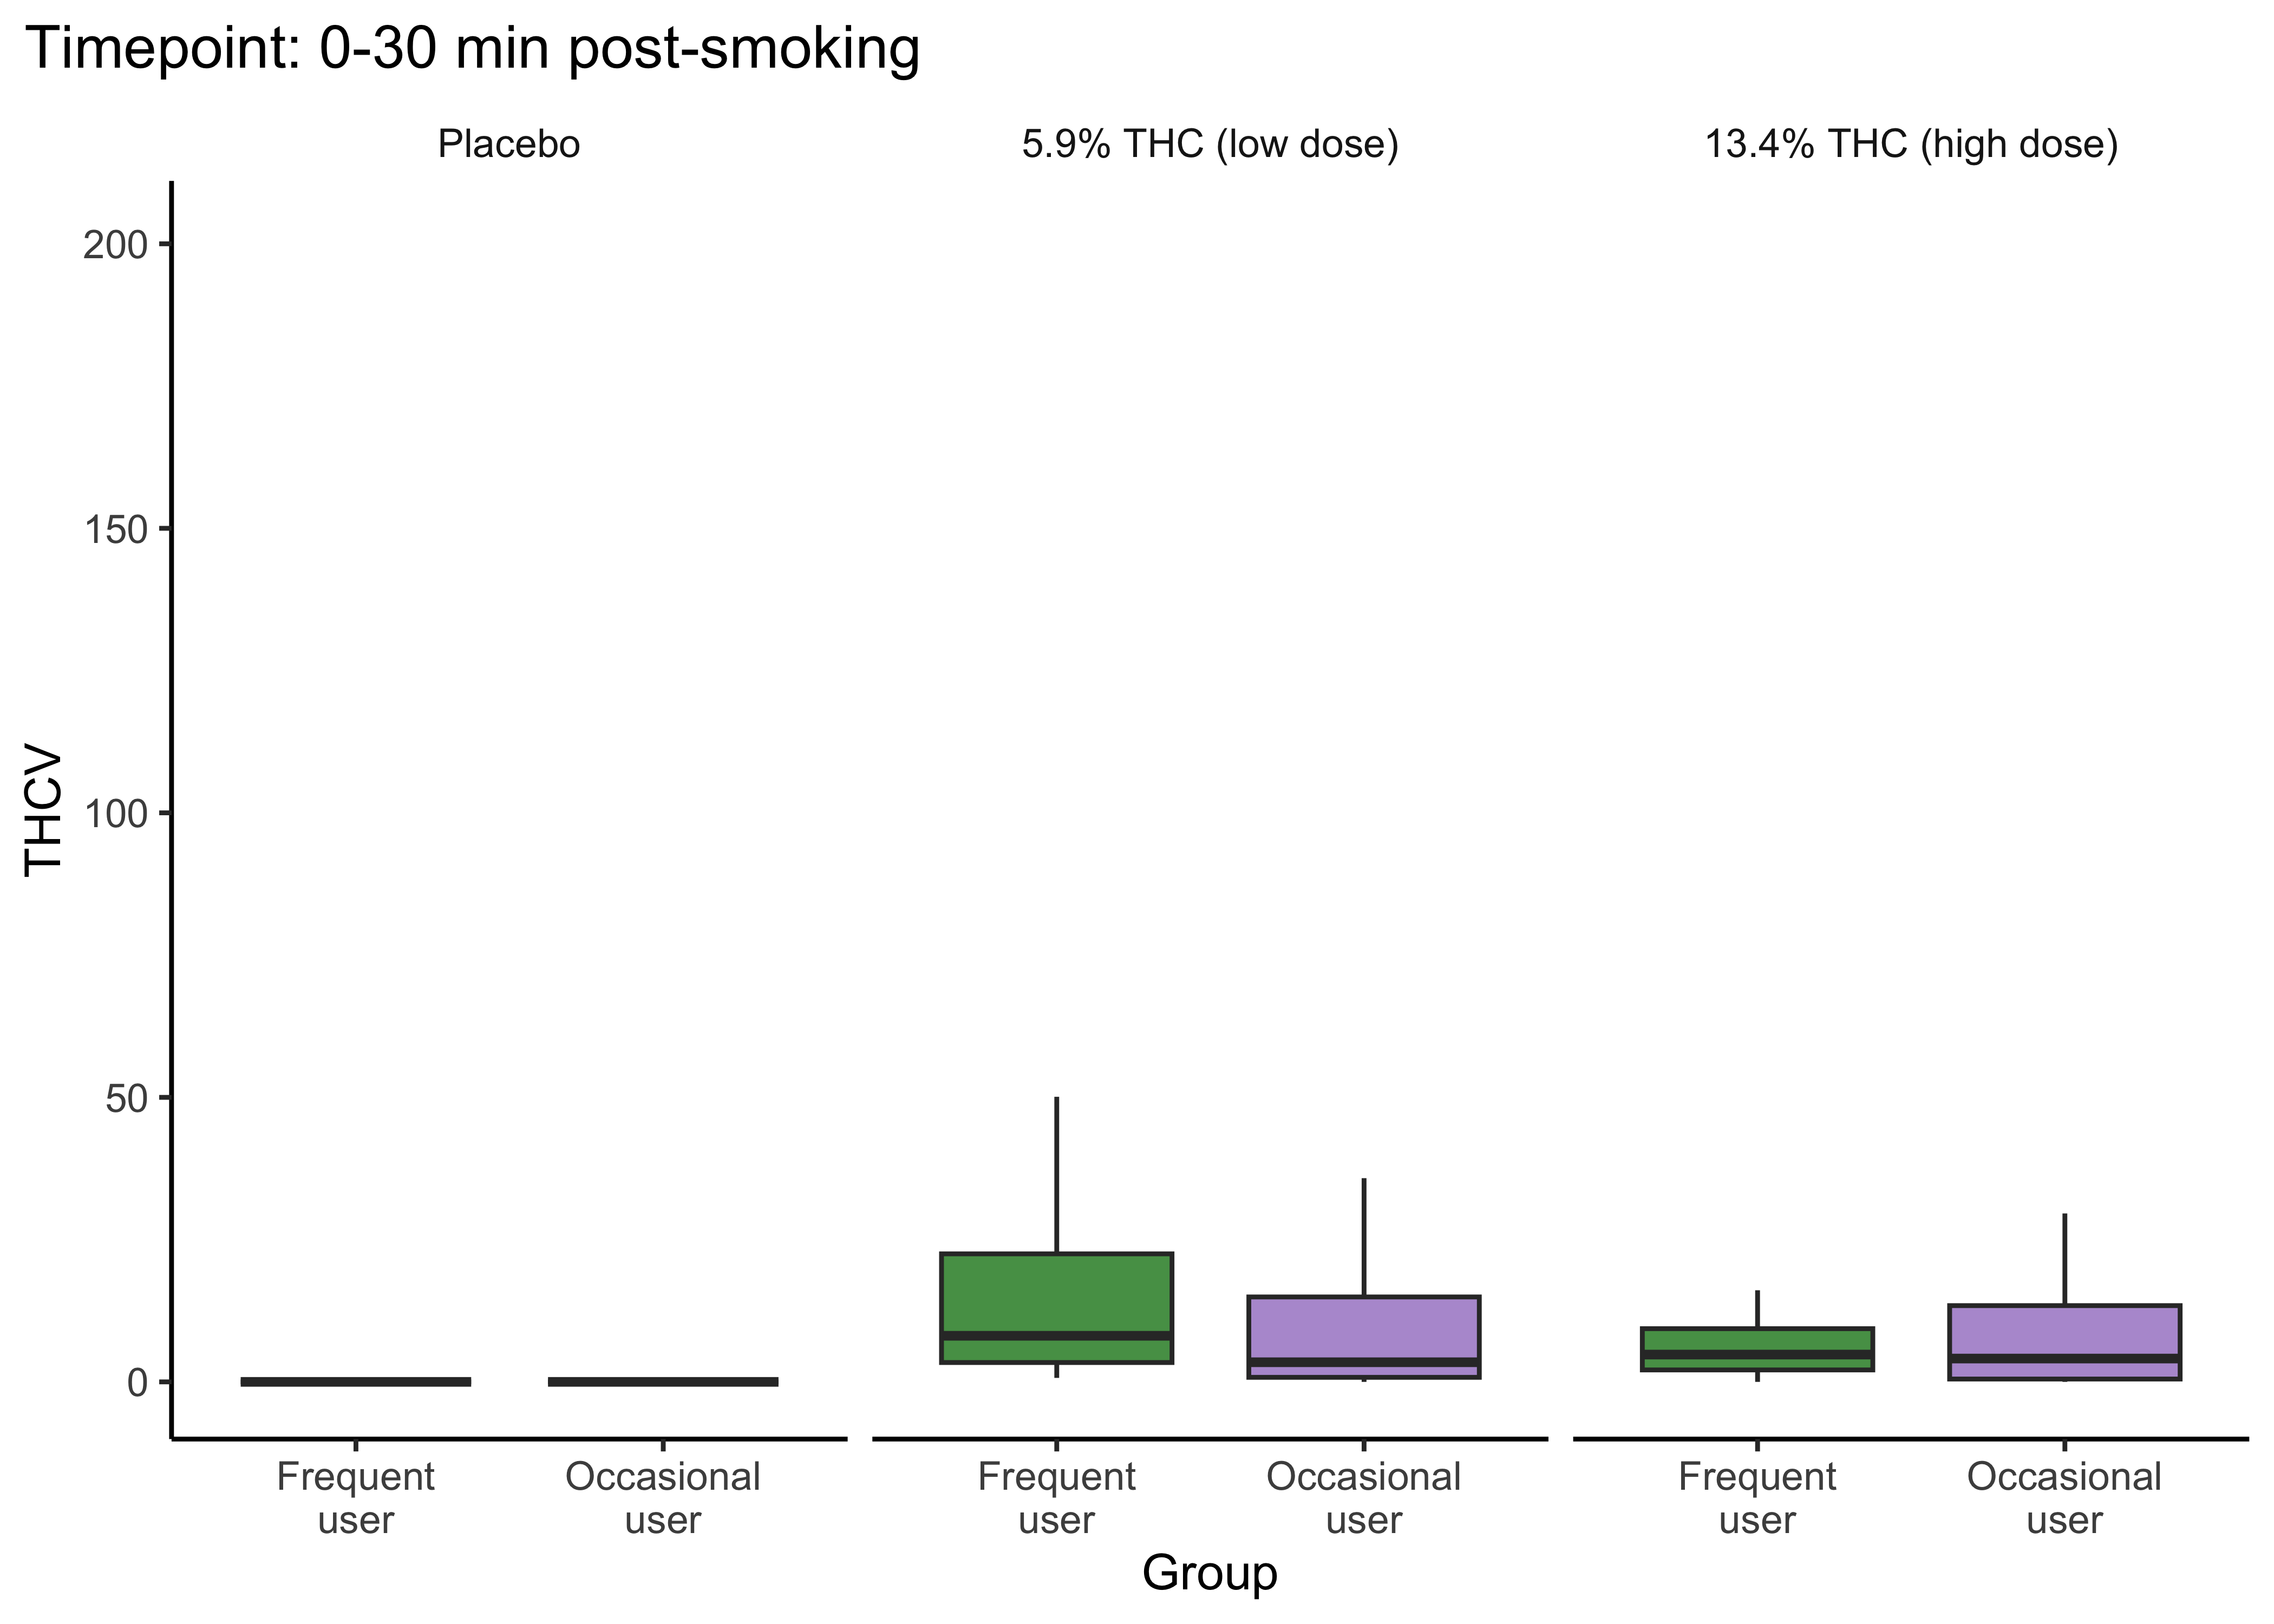 Timepoint: 0-30 min post-smoking
Placebo
5.9% THC (low dose)
13.4% THC (high dose)
THCV
200
150
100
50
0
Frequent
user
Occasional
user
Frequent
user
Occasional
user
Frequent
user
Occasional
user
Group